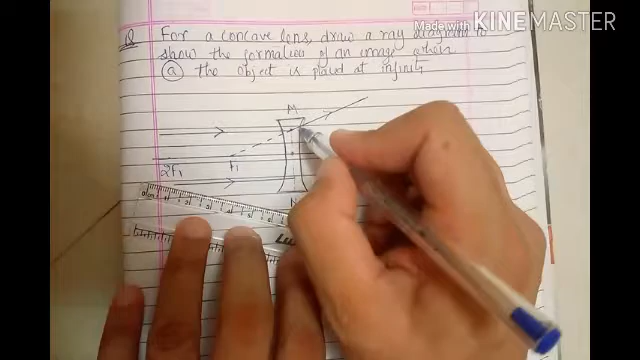 Made with KINEMASTER
Q For a concave lens, draw a ray diagram to
show the formation of an image when
(a) the object is placed at infinity
M
2F1 F1
N